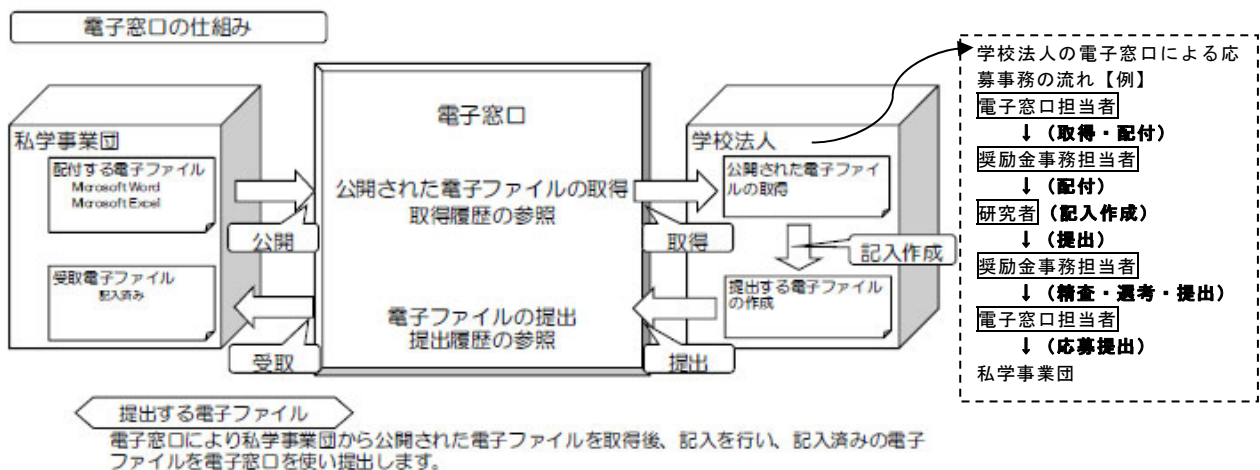 電子窓口の仕組み
私学事業団
配付する電子ファイル
Microsoft Word
Microsoft Excel
公開
受取電子ファイル
記入済み
受取
電子窓口
公開された電子ファイルの取得
取得履歴の参照
電子ファイルの提出
提出履歴の参照
取得
提出
学校法人
公開された電子ファイ
ルの取得
記入作成
提出する電子ファイル
の作成
学校法人の電子窓口による応
募事務の流れ【例】
電子窓口担当者
↓（取得・配付）
奨励金事務担当者
↓（配付）
研究者（記入作成）
↓（提出）
奨励金事務担当者
↓（精査・選考・提出）
電子窓口担当者
↓（応募提出）
私学事業団
提出する電子ファイル
電子窓口により私学事業団から公開された電子ファイルを取得後、記入を行い、記入済みの電子
ファイルを電子窓口を使い提出します。